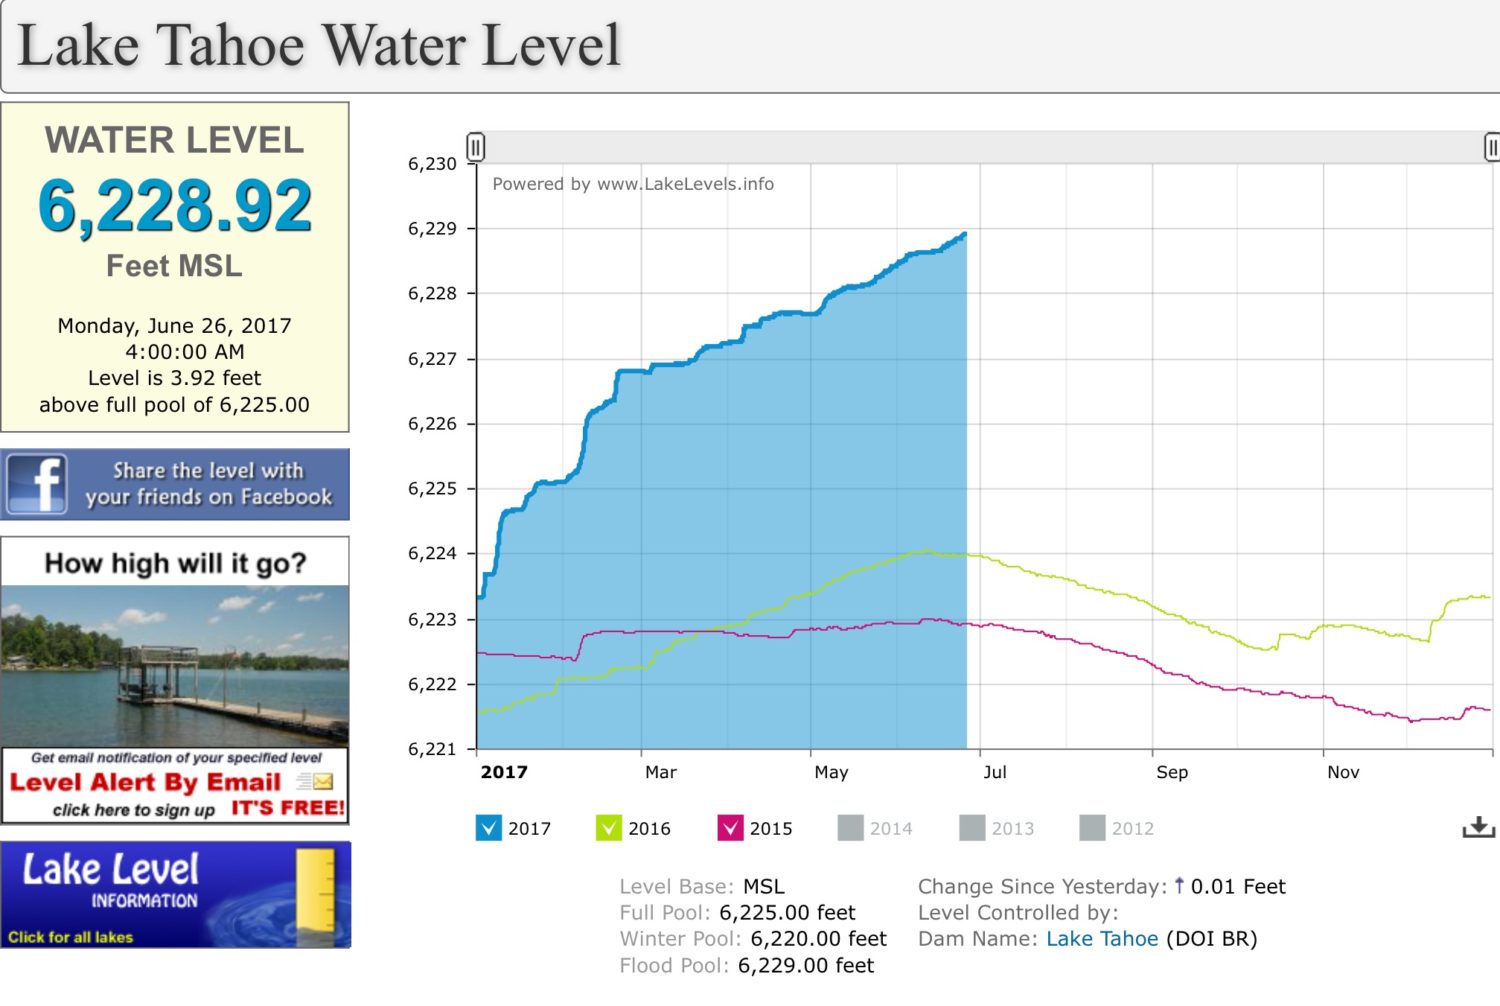 Lake Tahoe Water Level
WATER LEVEL
6,228.92
Feet MSL
Monday, June 26, 2017
4:00:00 AM
Level is 3.92 feet
above full pool of 6,225.00
f Share the level with
your friends on Facebook
How high will it go?
Get email notification of your specified level
Level Alert By Email
click here to sign up IT'S FREE!
Lake Level
INFORMATION
Click for all lakes
Powered by www.LakeLevels.info
6,230
6,229
6,228
6,227
6,226
6,225
6,224
6,223
6,222
6,221
2017 Mar May Jul Sep Nov
2017 2016 2015 2014 2013 2012
Level Base: MSL
Full Pool: 6,225.00 feet
Winter Pool: 6,220.00 feet
Flood Pool: 6,229.00 feet
Change Since Yesterday: ↑ 0.01 Feet
Level Controlled by:
Dam Name: Lake Tahoe (DOI BR)